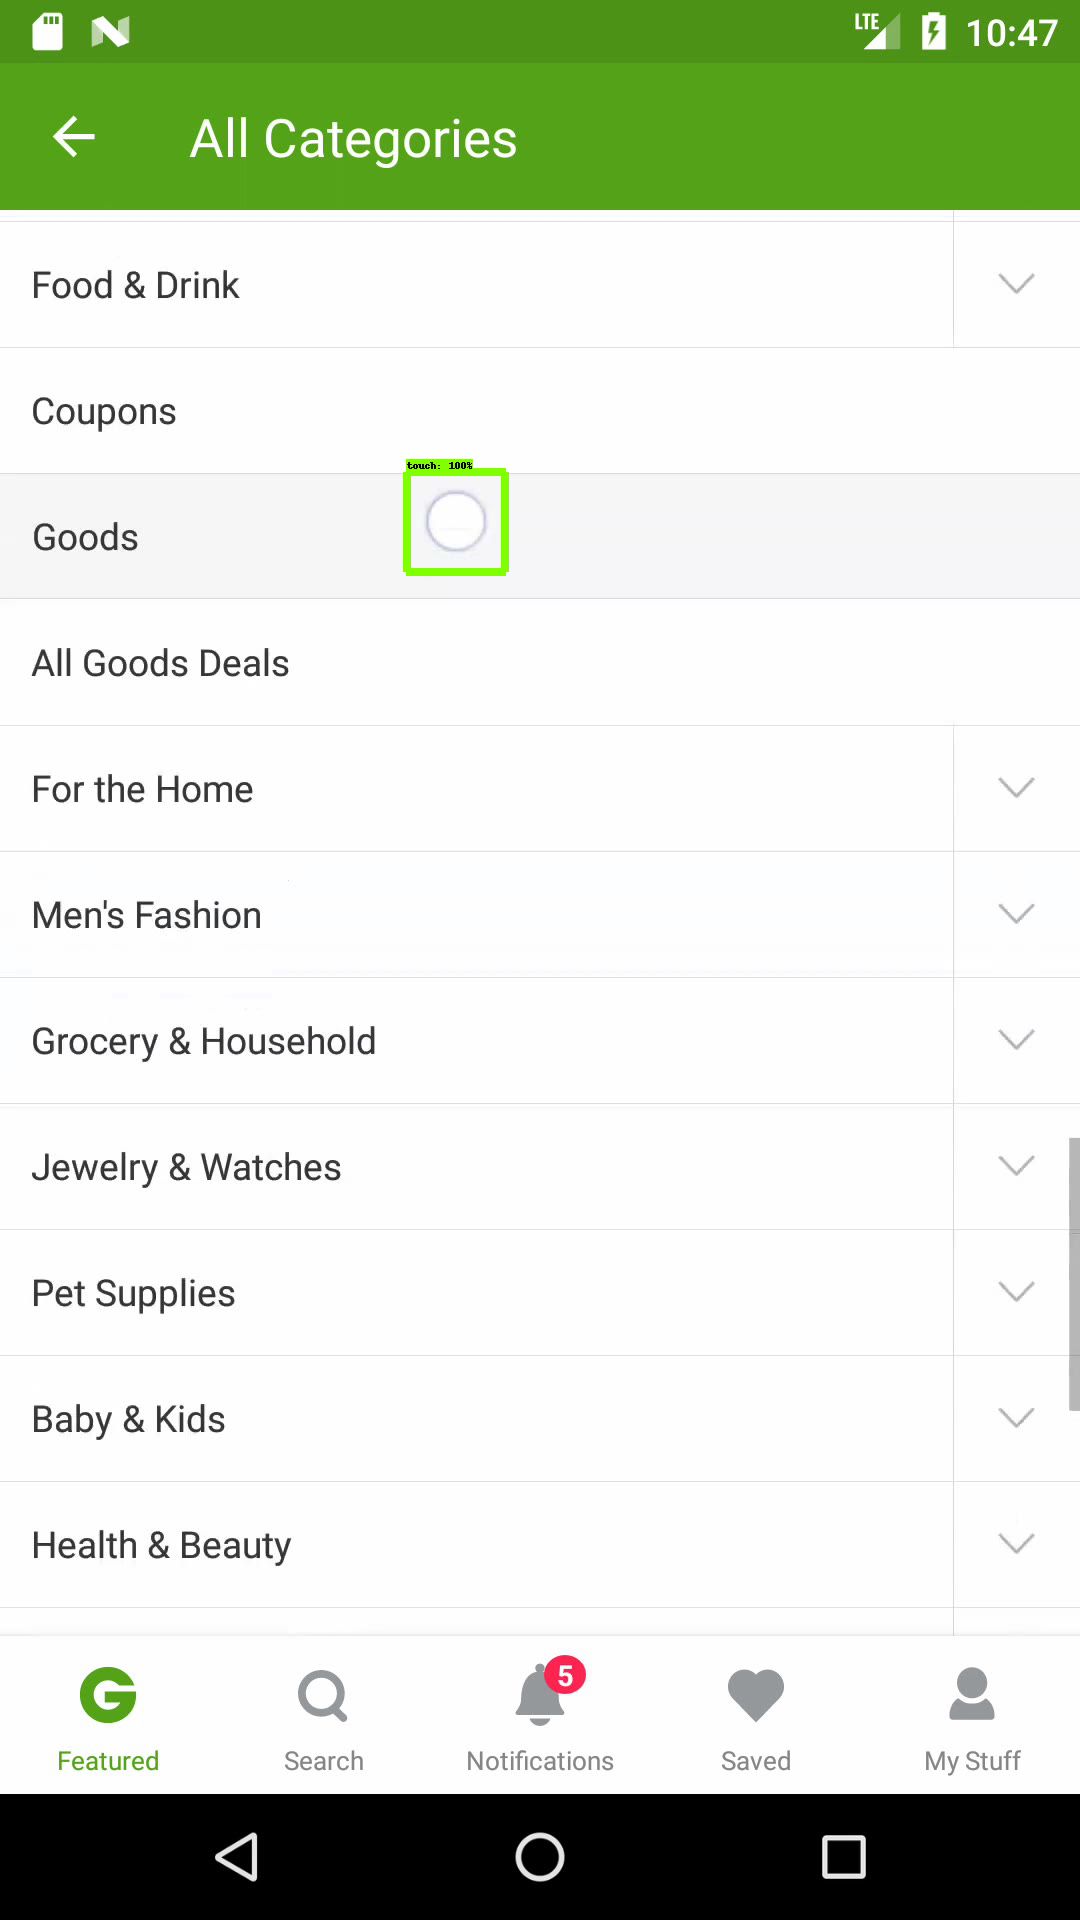 LTE 10:47
All Categories
Food & Drink
Coupons
touch: 100%
Goods
All Goods Deals
For the Home
Men's Fashion
Grocery & Household
Jewelry & Watches
Pet Supplies
Baby & Kids
Health & Beauty
5
Featured Search Notifications Saved My Stuff